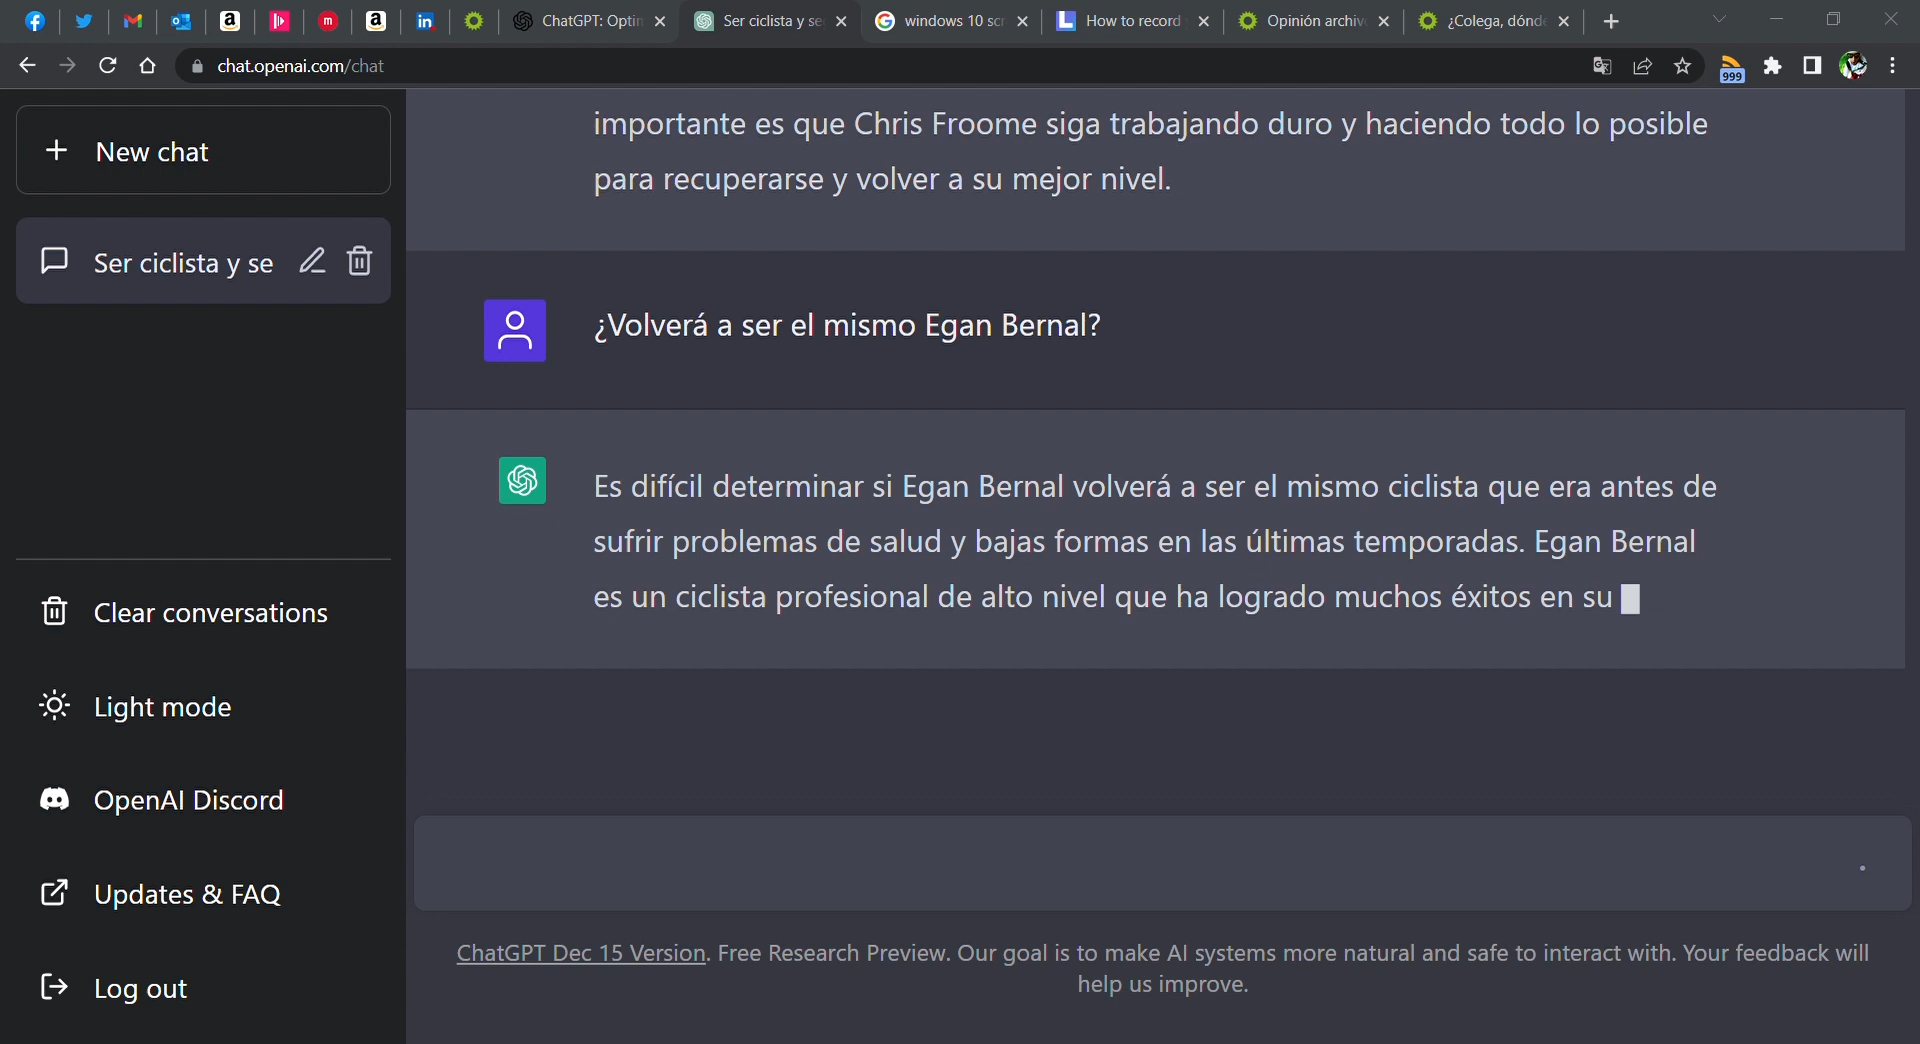 ChatGPT: Optin
Ser ciclista y se
windows 10 scr
How to record
Opinión archiv
¿Colega, dónde
chat.openai.com/chat
999
New chat
importante es que Chris Froome siga trabajando duro y haciendo todo lo posible
para recuperarse y volver a su mejor nivel.
Ser ciclista y se
¿Volverá a ser el mismo Egan Bernal?
Es difícil determinar si Egan Bernal volverá a ser el mismo ciclista que era antes de
sufrir problemas de salud y bajas formas en las últimas temporadas. Egan Bernal
es un ciclista profesional de alto nivel que ha logrado muchos éxitos en su
Clear conversations
Light mode
OpenAI Discord
Updates & FAQ
Log out
ChatGPT Dec 15 Version. Free Research Preview. Our goal is to make AI systems more natural and safe to interact with. Your feedback will
help us improve.